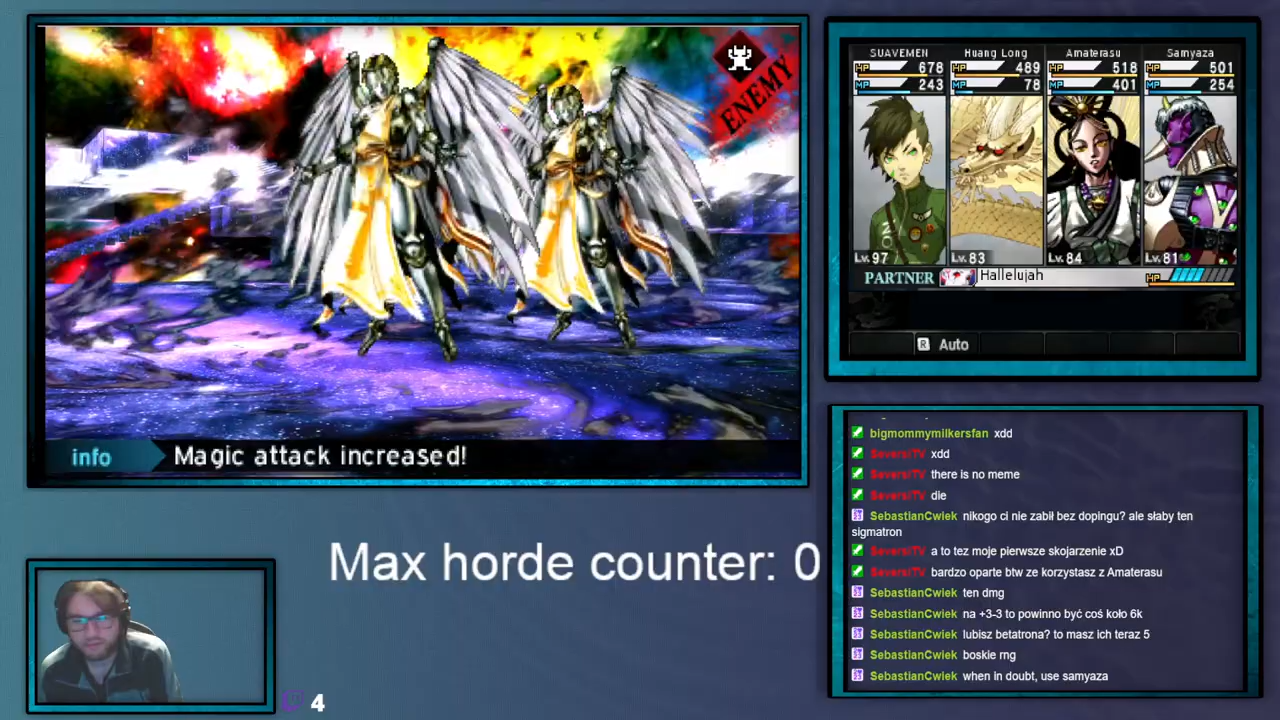 ENEMY
info Magic attack increased!
SUAVEMEN
HP 678
MP 243
Lv.97
Huang Long
HP 489
MP 78
Lv.83
Amaterasu
HP 518
MP 401
Lv.84
Samyaza
HP 501
MP 254
Lv.81
PARTNER Hallelujah HP
R Auto
Max horde counter: 0
bigmommymilkersfan xdd
SeversiTV xdd
SeversiTV there is no meme
SeversiTV die
SebastianCwiek nikogo ci nie zabił bez dopingu? ale słaby ten
sigmatron
SeversiTV a to tez moje pierwsze skojarzenie xD
SeversiTV bardzo oparte btw ze korzystasz z Amaterasu
SebastianCwiek ten dmg
SebastianCwiek na +3-3 to powinno być coś koło 6k
SebastianCwiek lubisz betatrona? to masz ich teraz 5
SebastianCwiek boskie rng
SebastianCwiek when in doubt, use samyaza
4